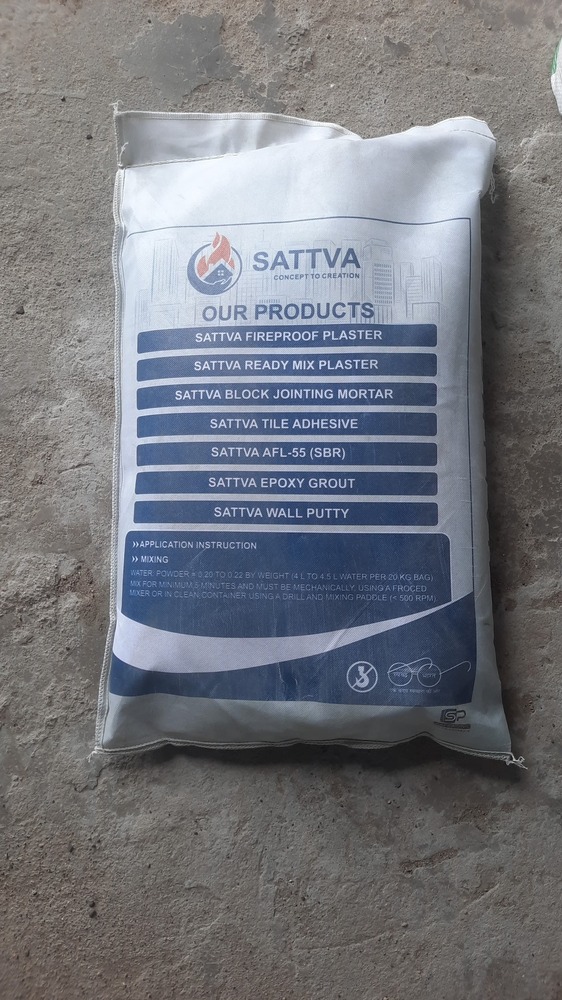 SATTVA
CONCEPT TO CREATION
OUR PRODUCTS
SATTVA FIREPROOF PLASTER
SATTVA READY MIX PLASTER
SATTVA BLOCK JOINTING MORTAR
SATTVA TILE ADHESIVE
SATTVA AFL-55 (SBR)
SATTVA EPOXY GROUT
SATTVA WALL PUTTY
›› APPLICATION INSTRUCTION
›› MIXING
WATER: POWDER = 0.20 TO 0.22 BY WEIGHT (4 L TO 4.5 L WATER PER 20 KG BAG)
MIX FOR MINIMUM 5 MINUTES AND MUST BE MECHANICALLY, USING A FROCED
MIXER OR IN CLEAN CONTAINER USING A DRILL AND MIXING PADDLE (< 500 RPM)
स्वच्छ भारत